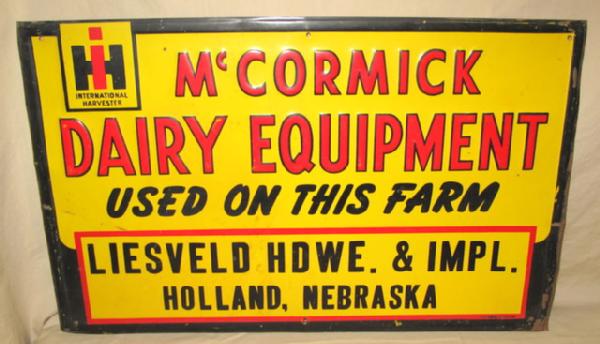 IH
INTERNATIONAL
HARVESTER
McCORMICK
DAIRY EQUIPMENT
USED ON THIS FARM
LIESVELD HDWE. & IMPL.
HOLLAND, NEBRASKA